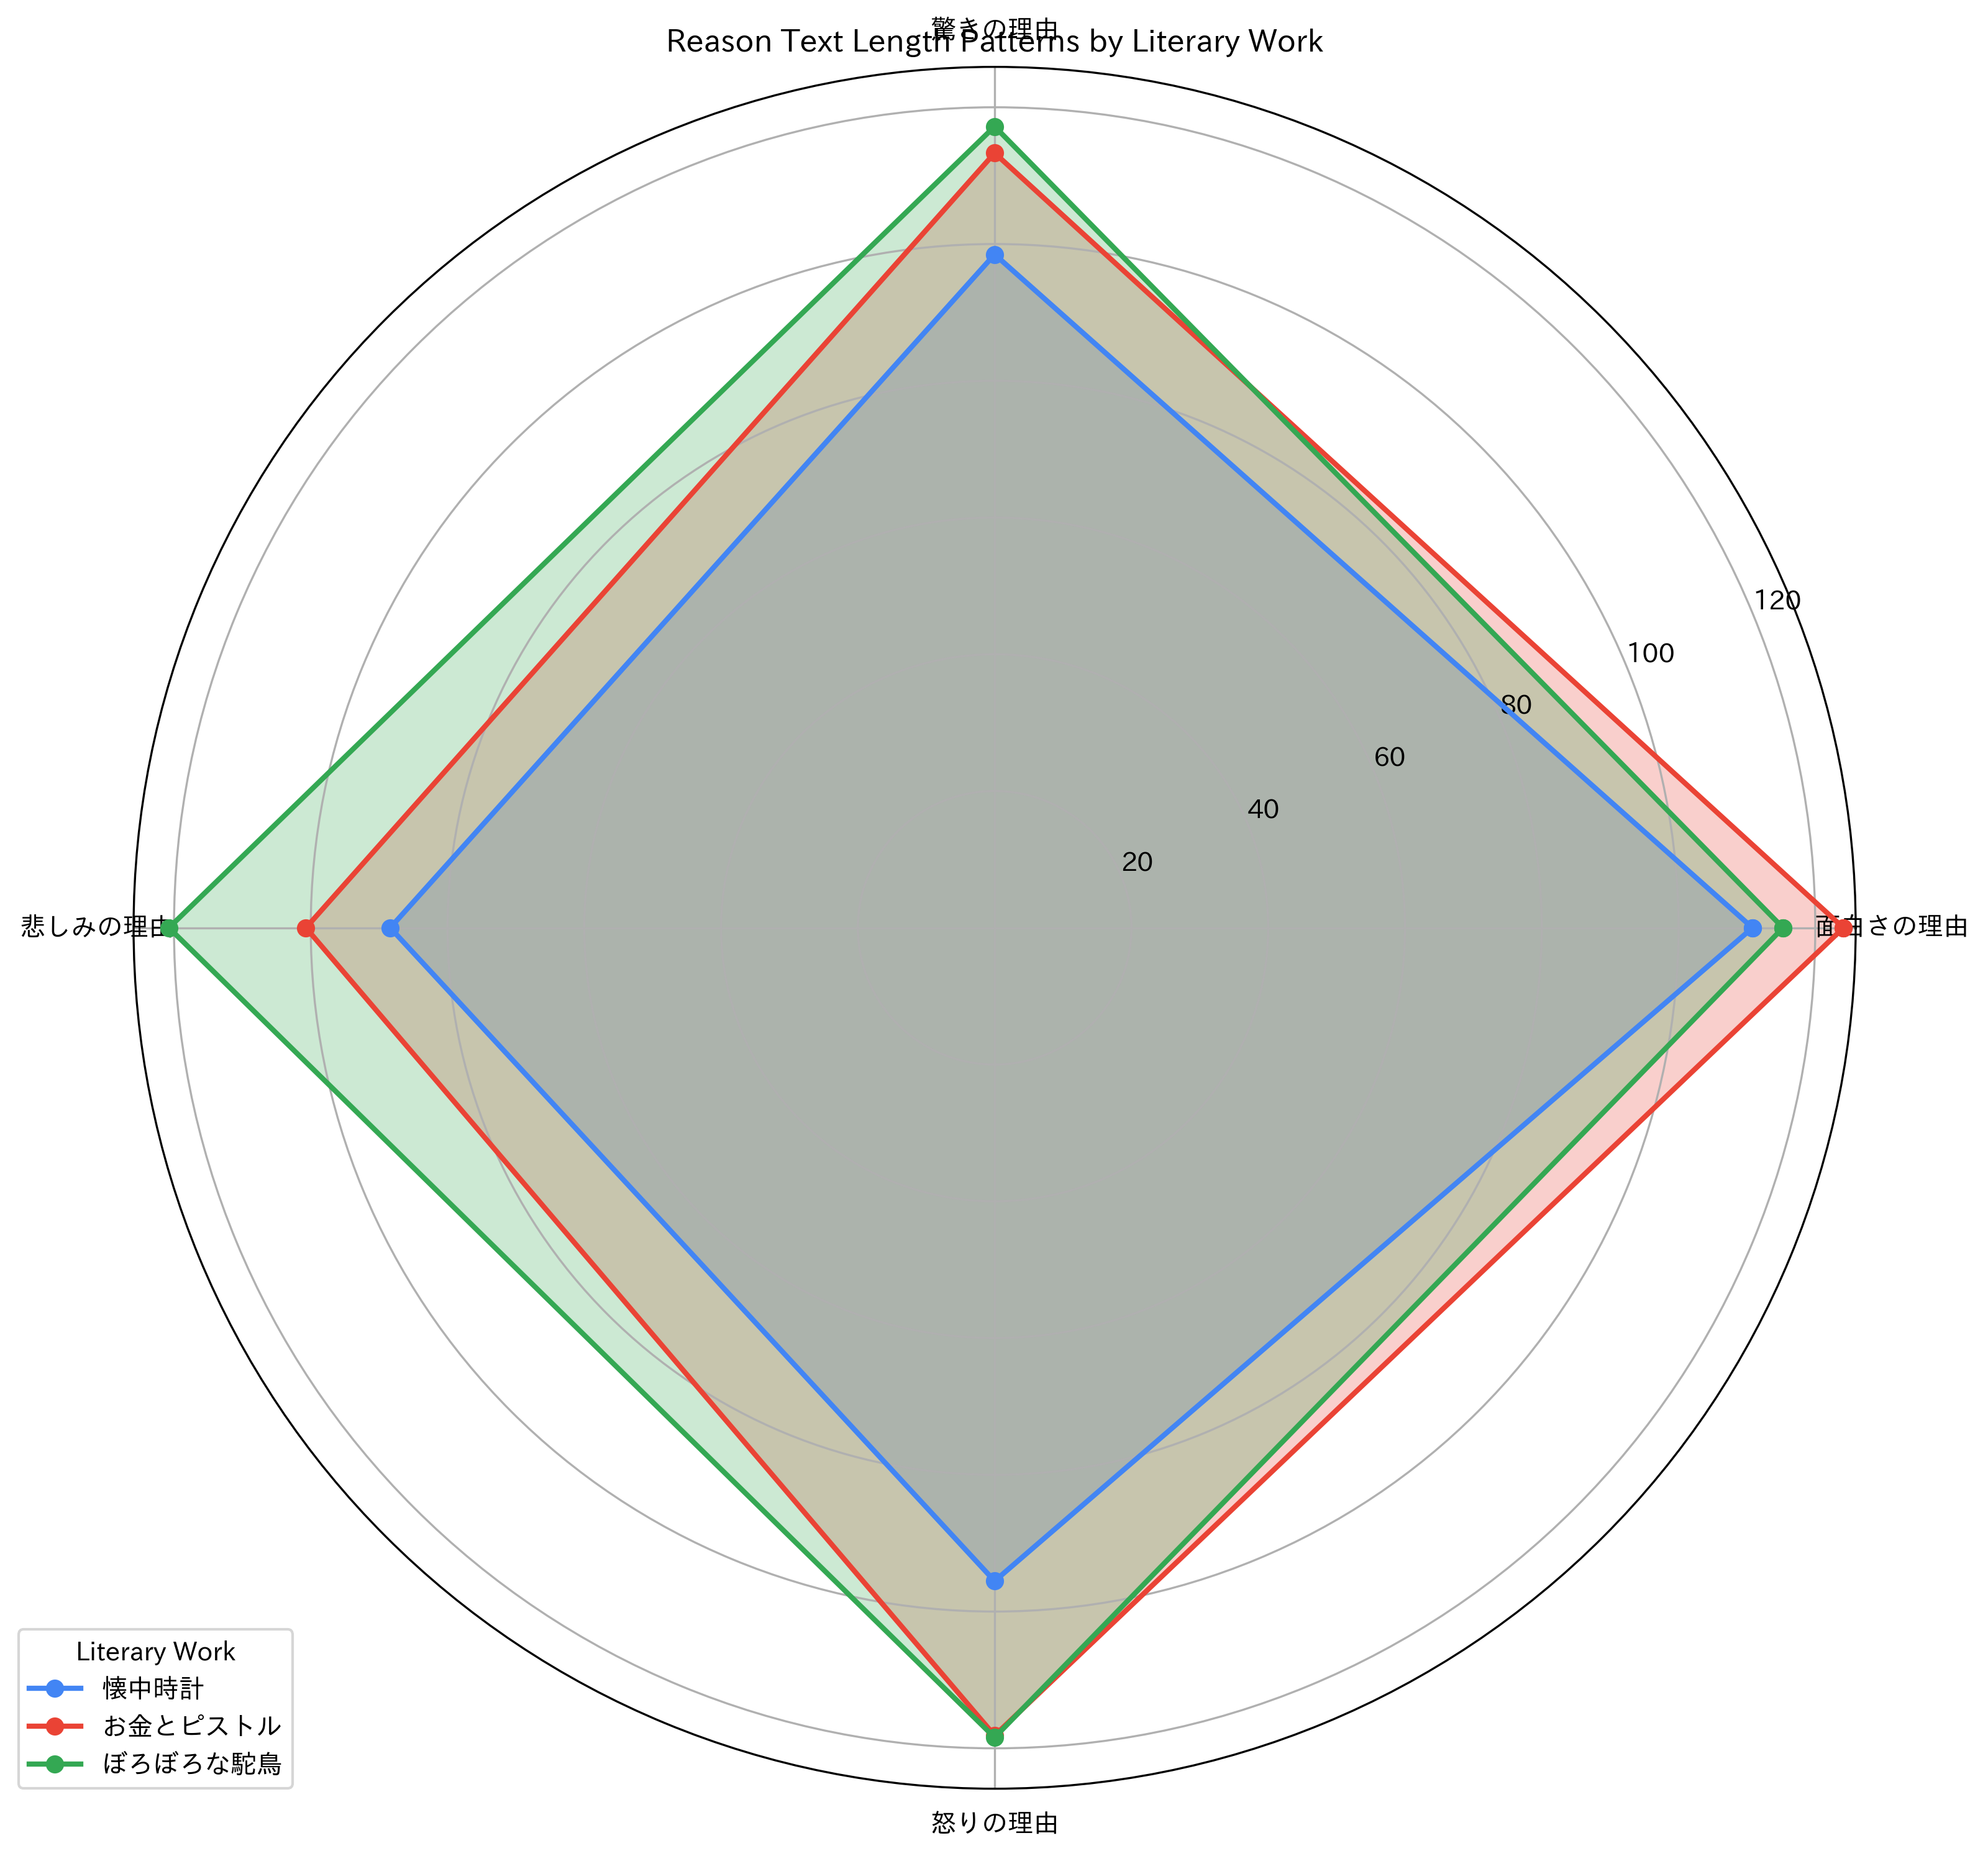 驚きの理由
Reason Text Length Patterns by Literary Work
120
100
80
60
40
20
悲しみの理由
面白さの理由
怒りの理由
Literary Work
懐中時計
お金とピストル
ぼろぼろな駝鳥